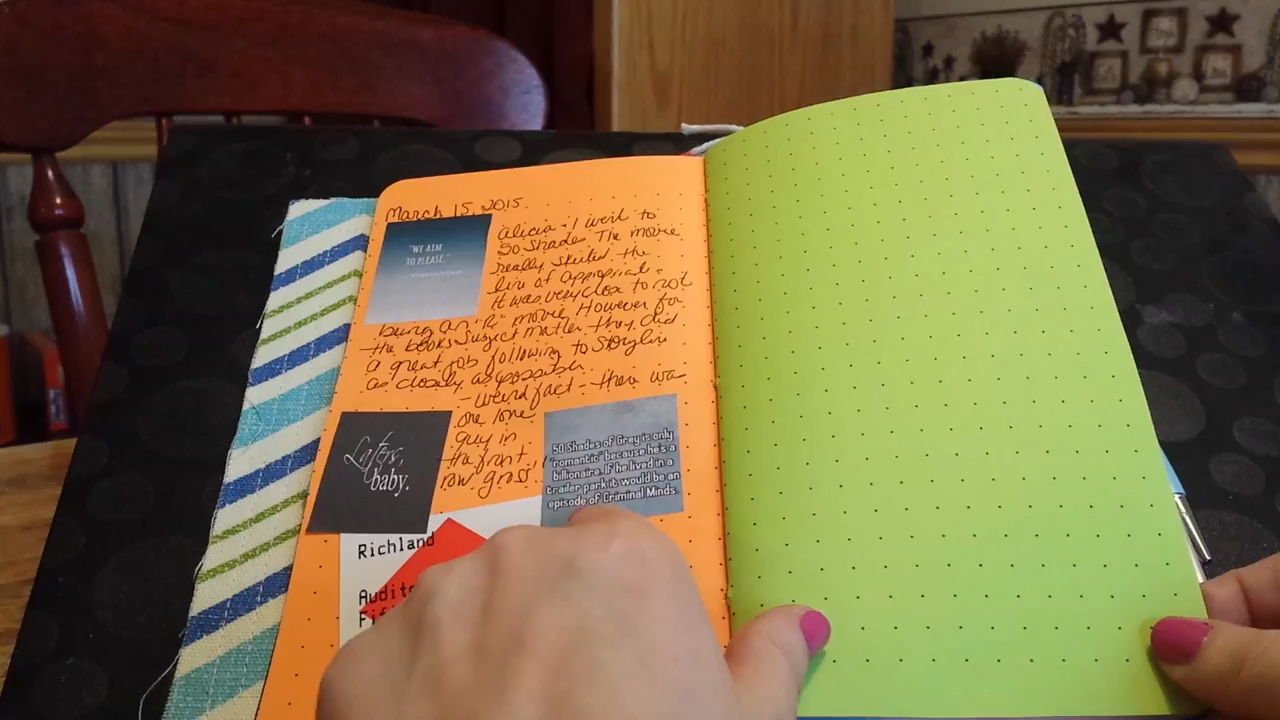 March 15, 2015.
"WE AIM
TO PLEASE."
Alicia - I went to
50 Shades. The movie
really skirted the
line of appropriate -
it was very close to not
being an "R" movie. However for
the books subject matter they did
a great job following to storyline
as closely as possible.
- weird fact - there was
one lone
guy in
the front
row gross!!
Laters,
baby.
50 Shades of Grey is only
"romantic" because he's a
billionaire. If he lived in a
trailer park it would be an
episode of Criminal Minds.
Richland